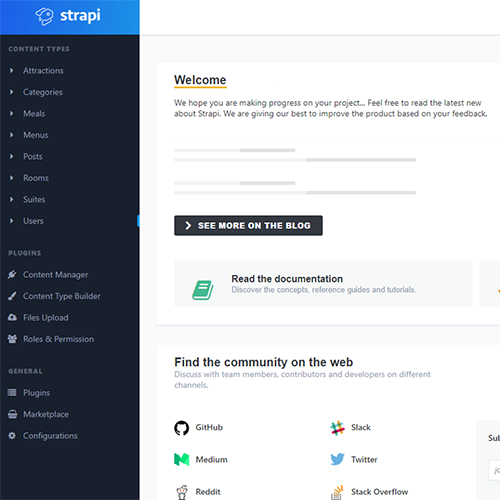 strapi
CONTENT TYPES
Attractions
Categories
Meals
Menus
Posts
Rooms
Suites
Users
PLUGINS
Content Manager
Content Type Builder
Files Upload
Roles & Permission
GENERAL
Plugins
Marketplace
Configurations
Welcome
We hope you are making progress on your project... Feel free to read the latest new
about Strapi. We are giving our best to improve the product based on your feedback.
SEE MORE ON THE BLOG
Read the documentation
Discover the concepts, reference guides and tutorials.
Find the community on the web
Discuss with team members, contributors and developers on different
channels.
GitHub
Slack
Medium
Twitter
Reddit
Stack Overflow
Sub